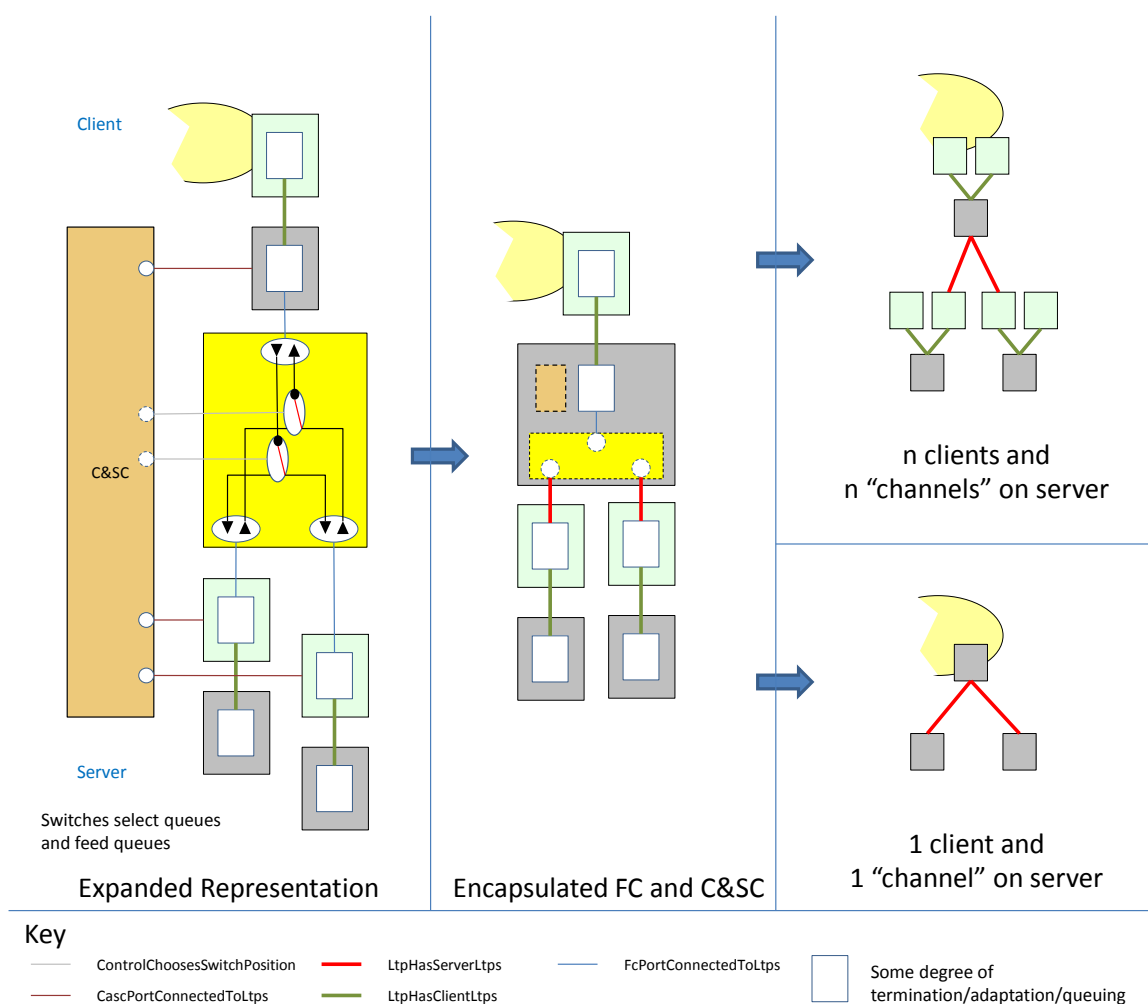 Client
C&SC
Server
Switches select queues
and feed queues
Expanded Representation
Encapsulated FC and C&SC
n clients and
n “channels” on server
1 client and
1 “channel” on server
Key
ControlChoosesSwitchPosition
LtpHasServerLtps
FcPortConnectedToLtps
CascPortConnectedToLtps
LtpHasClientLtps
Some degree of
termination/adaptation/queuing